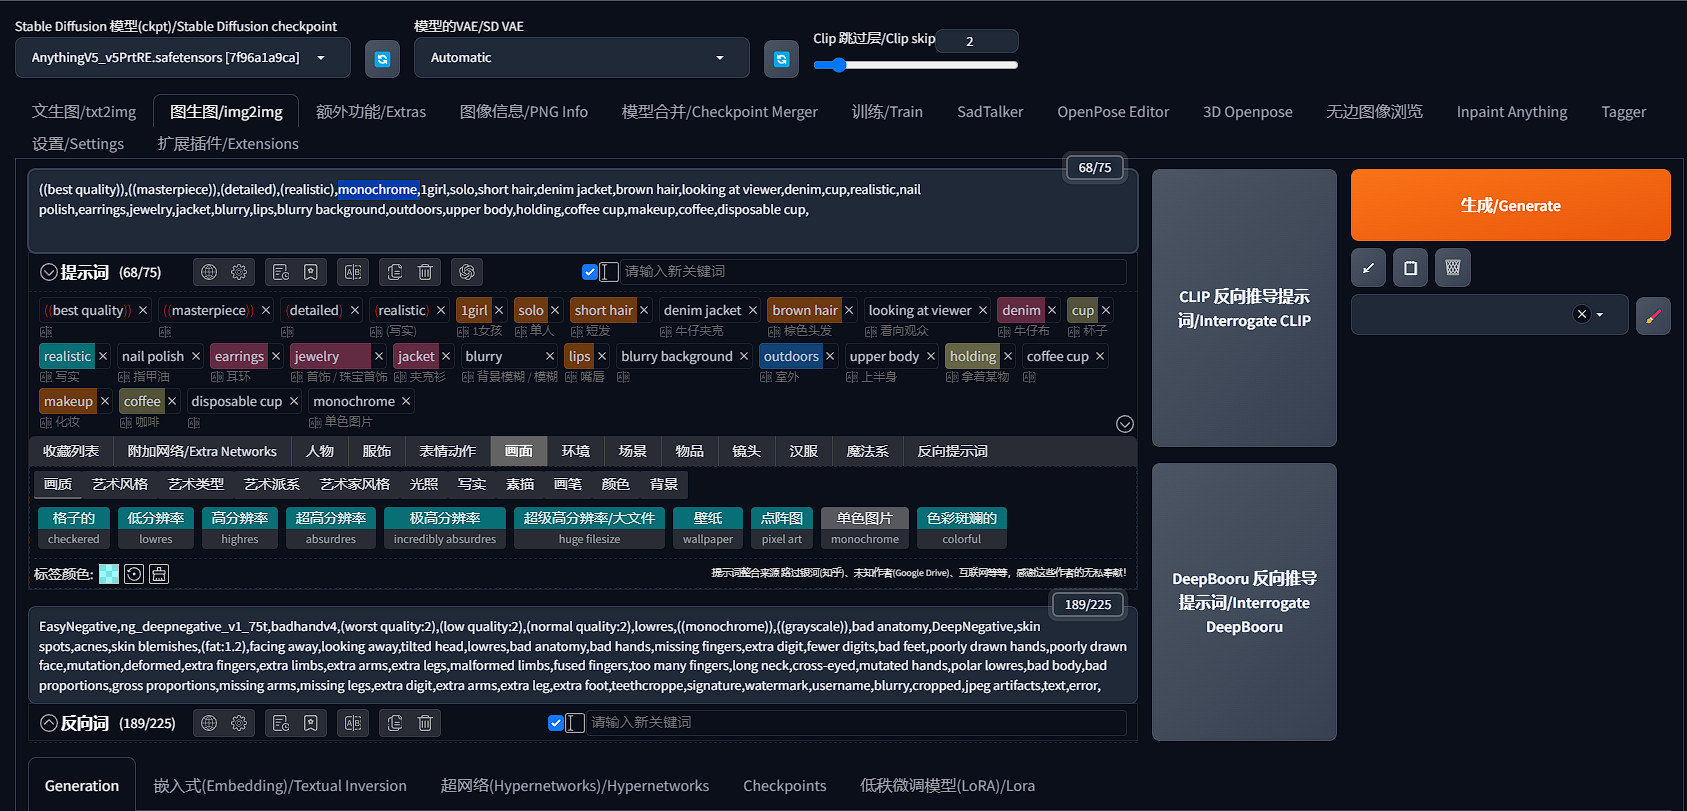 Stable Diffusion 模型(ckpt)/Stable Diffusion checkpoint
模型的VAE/SD VAE
Clip 跳过层/Clip skip
2
AnythingV5_v5PrtRE.safetensors [7f96a1a9ca]
Automatic
文生图/txt2img 图生图/img2img 额外功能/Extras 图像信息/PNG Info 模型合并/Checkpoint Merger 训练/Train SadTalker OpenPose Editor 3D Openpose 无边图像浏览 Inpaint Anything Tagger
设置/Settings 扩展插件/Extensions
68/75
((best quality)),((masterpiece)),(detailed),(realistic),monochrome,1girl,solo,short hair,denim jacket,brown hair,looking at viewer,denim,cup,realistic,nail
polish,earrings,jewelry,jacket,blurry,lips,blurry background,outdoors,upper body,holding,coffee cup,makeup,coffee,disposable cup,
生成/Generate
CLIP 反向推导提示
词/Interrogate CLIP
提示词 (68/75) 请输入新关键词
((best quality)) × ((masterpiece)) × (detailed) × (realistic) × 1girl × solo × short hair × denim jacket × brown hair × looking at viewer × denim × cup ×
(写实) 1女孩 单人 短发 牛仔夹克 棕色头发 看向观众 牛仔布 杯子
realistic × nail polish × earrings × jewelry × jacket × blurry × lips × blurry background × outdoors × upper body × holding × coffee cup ×
写实 指甲油 耳环 首饰 / 珠宝首饰 夹克衫 背景模糊 / 模糊 嘴唇 室外 上半身 拿着某物
makeup × coffee × disposable cup × monochrome ×
化妆 咖啡 单色图片
收藏列表 附加网络/Extra Networks 人物 服饰 表情动作 画面 环境 场景 物品 镜头 汉服 魔法系 反向提示词
画质 艺术风格 艺术类型 艺术派系 艺术家风格 光照 写实 素描 画笔 颜色 背景
格子的 低分辨率 高分辨率 超高分辨率 极高分辨率 超级高分辨率/大文件 壁纸 点阵图 单色图片 色彩斑斓的
checkered lowres highres absurdres incredibly absurdres huge filesize wallpaper pixel art monochrome colorful
标签颜色:
提示词整合来源 路过银河(知乎)、未知作者(Google Drive)、互联网等等，感谢这些作者的无私奉献!
DeepBooru 反向推导
提示词/Interrogate
DeepBooru
189/225
EasyNegative,ng_deepnegative_v1_75t,badhandv4,(worst quality:2),(low quality:2),(normal quality:2),lowres,((monochrome)),((grayscale)),bad anatomy,DeepNegative,skin
spots,acnes,skin blemishes,(fat:1.2),facing away,looking away,tilted head,lowres,bad anatomy,bad hands,missing fingers,extra digit,fewer digits,bad feet,poorly drawn hands,poorly drawn
face,mutation,deformed,extra fingers,extra limbs,extra arms,extra legs,malformed limbs,fused fingers,too many fingers,long neck,cross-eyed,mutated hands,polar lowres,bad body,bad
proportions,gross proportions,missing arms,missing legs,extra digit,extra arms,extra leg,extra foot,teethcroppe,signature,watermark,username,blurry,cropped,jpeg artifacts,text,error,
反向词 (189/225) 请输入新关键词
Generation 嵌入式(Embedding)/Textual Inversion 超网络(Hypernetworks)/Hypernetworks Checkpoints 低秩微调模型(LoRA)/Lora